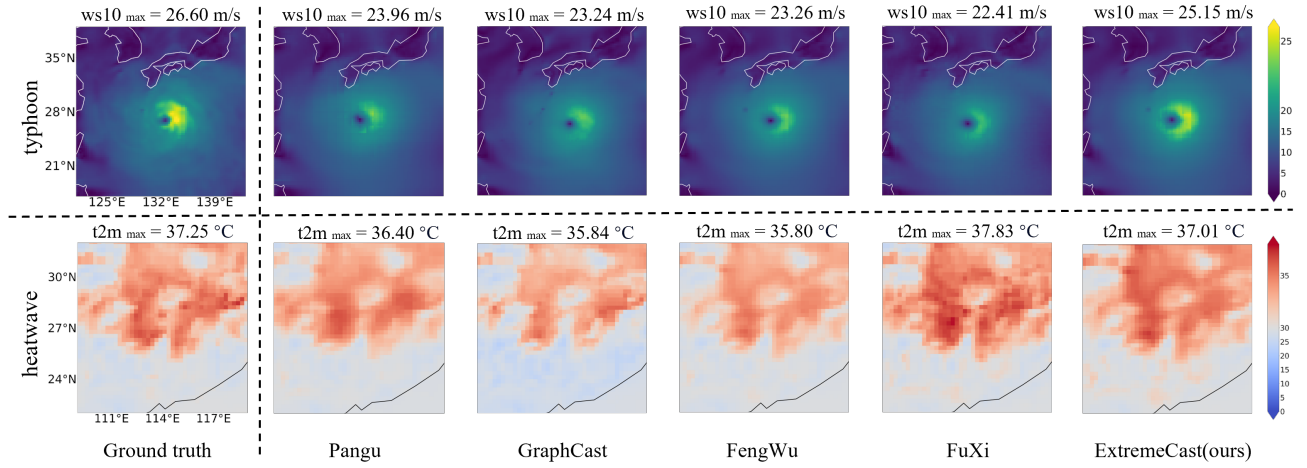 ws10 max = 26.60 m/s
ws10 max = 23.96 m/s
ws10 max = 23.24 m/s
ws10 max = 23.26 m/s
ws10 max = 22.41 m/s
ws10 max = 25.15 m/s
typhoon
35°N
28°N
21°N
125°E 132°E 139°E
25
20
15
10
5
0
t2m max = 37.25 °C
t2m max = 36.40 °C
t2m max = 35.84 °C
t2m max = 35.80 °C
t2m max = 37.83 °C
t2m max = 37.01 °C
heatwave
30°N
27°N
24°N
111°E 114°E 117°E
35
30
25
20
15
10
5
0
Ground truth
Pangu
GraphCast
FengWu
FuXi
ExtremeCast(ours)